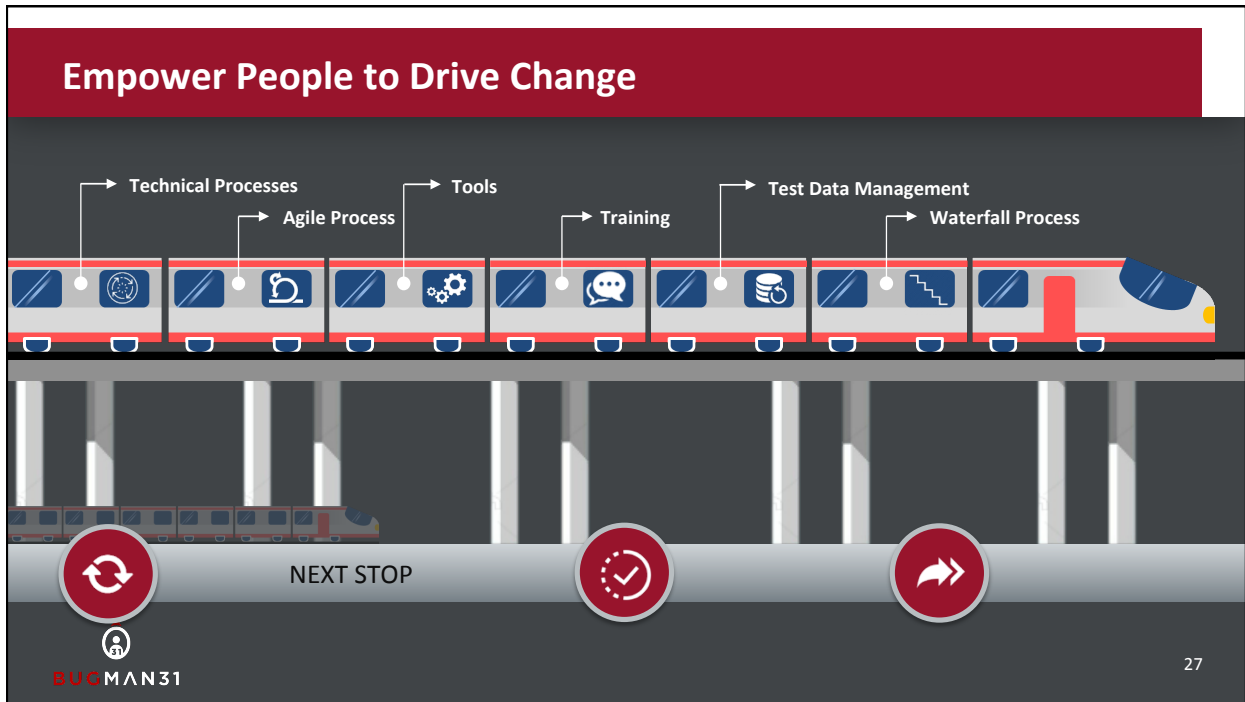 Empower People to Drive Change
Technical Processes
Tools
Test Data Management
Agile Process
Training
Waterfall Process
NEXT STOP
31
BUGMAN31
27